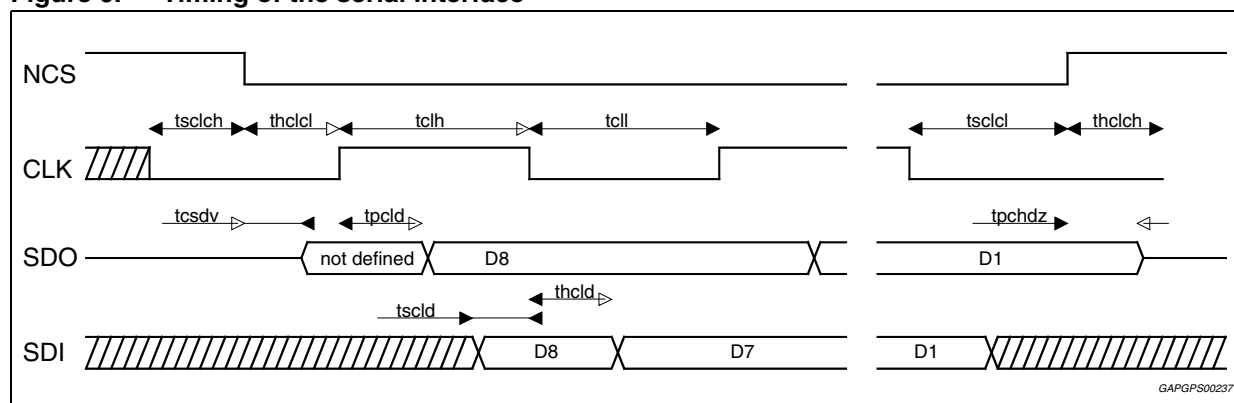 Figure 3. Timing of the serial interface
NCS
tsclch thclcl tclh tcll tsclcl thclch
CLK
tcsdv tpcld tpchdz
SDO not defined D8 D1
thcld
tscld
SDI D8 D7 D1
GAPGPS00237